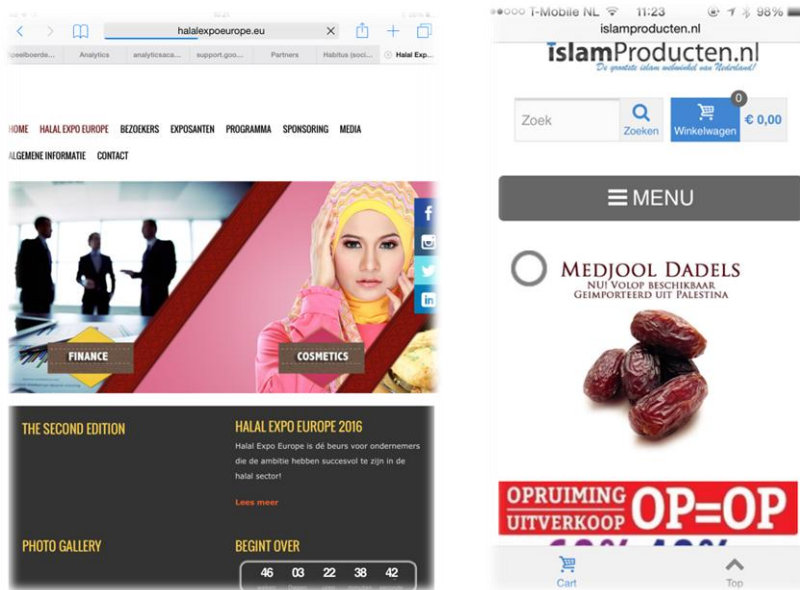 halalexpoeurope.eu
Analytics
analyticsaca...
support.goo...
Partners
Habitus (soci...
Halal Exp...
HOME HALAL EXPO EUROPE BEZOEKERS EXPOSANTEN PROGRAMMA SPONSORING MEDIA
ALGEMENE INFORMATIE CONTACT
FINANCE
COSMETICS
THE SECOND EDITION
HALAL EXPO EUROPE 2016
Halal Expo Europe is dé beurs voor ondernemers
die de ambitie hebben succesvol te zijn in de
halal sector!
Lees meer
PHOTO GALLERY
BEGINT OVER
46 03 22 38 42
T-Mobile NL 11:23 98%
islamproducten.nl
islamProducten.nl
De grootste islam webwinkel van Nederland!
Zoek
Zoeken
0
Winkelwagen
€ 0,00
MENU
MEDJOOL DADELS
NU! VOLOP BESCHIKBAAR
GEIMPORTEERD UIT PALESTINA
OPRUIMING
UITVERKOOP
OP=OP
Cart
Top